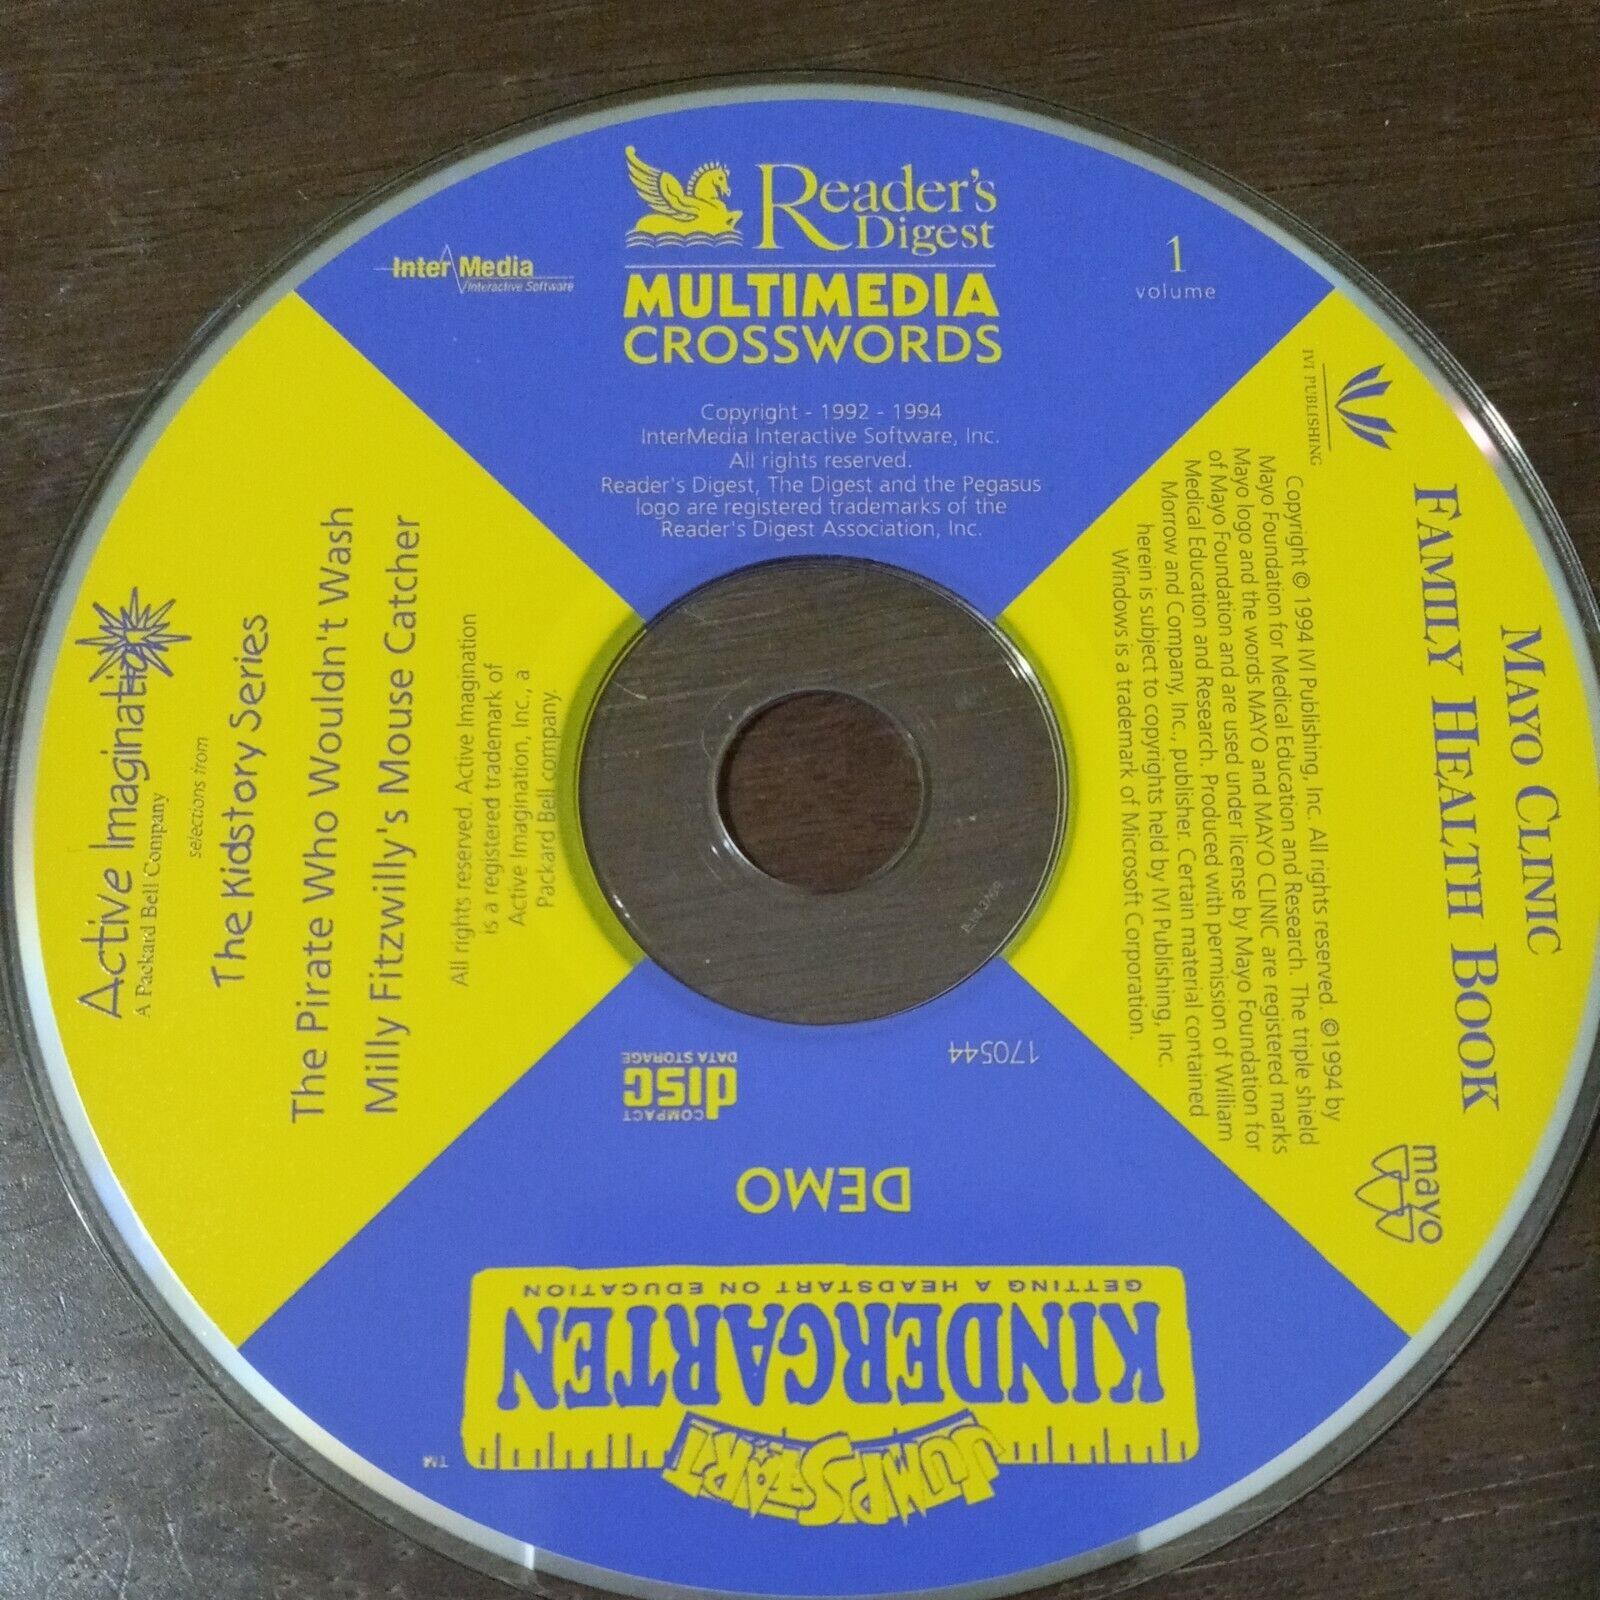 Reader's
Digest
MULTIMEDIA
CROSSWORDS
InterMedia
Interactive Software
1
volume
Copyright - 1992 - 1994
InterMedia Interactive Software, Inc.
All rights reserved.
Reader's Digest, The Digest and the Pegasus
logo are registered trademarks of the
Reader's Digest Association, Inc.
IVI PUBLISHING
MAYO CLINIC
FAMILY HEALTH BOOK
mayo
Copyright © 1994 IVI Publishing, Inc. All rights reserved. ©1994 by
Mayo Foundation for Medical Education and Research. The triple shield
Mayo logo and the words MAYO and MAYO CLINIC are registered marks
of Mayo Foundation and are used under license by Mayo Foundation for
Medical Education and Research. Produced with permission of William
Morrow and Company, Inc., publisher. Certain material contained
herein is subject to copyrights held by IVI Publishing, Inc.
Windows is a trademark of Microsoft Corporation.
JUMPSTART
KINDERGARTEN
TM
GETTING A HEADSTART ON EDUCATION
DEMO
170544
COMPACT
disc
DATA STORAGE
Active Imagination
A Packard Bell Company
selections from
The Kidstory Series
The Pirate Who Wouldn't Wash
Milly Fitzwilly's Mouse Catcher
All rights reserved. Active Imagination
is a registered trademark of
Active Imagination, Inc., a
Packard Bell company.